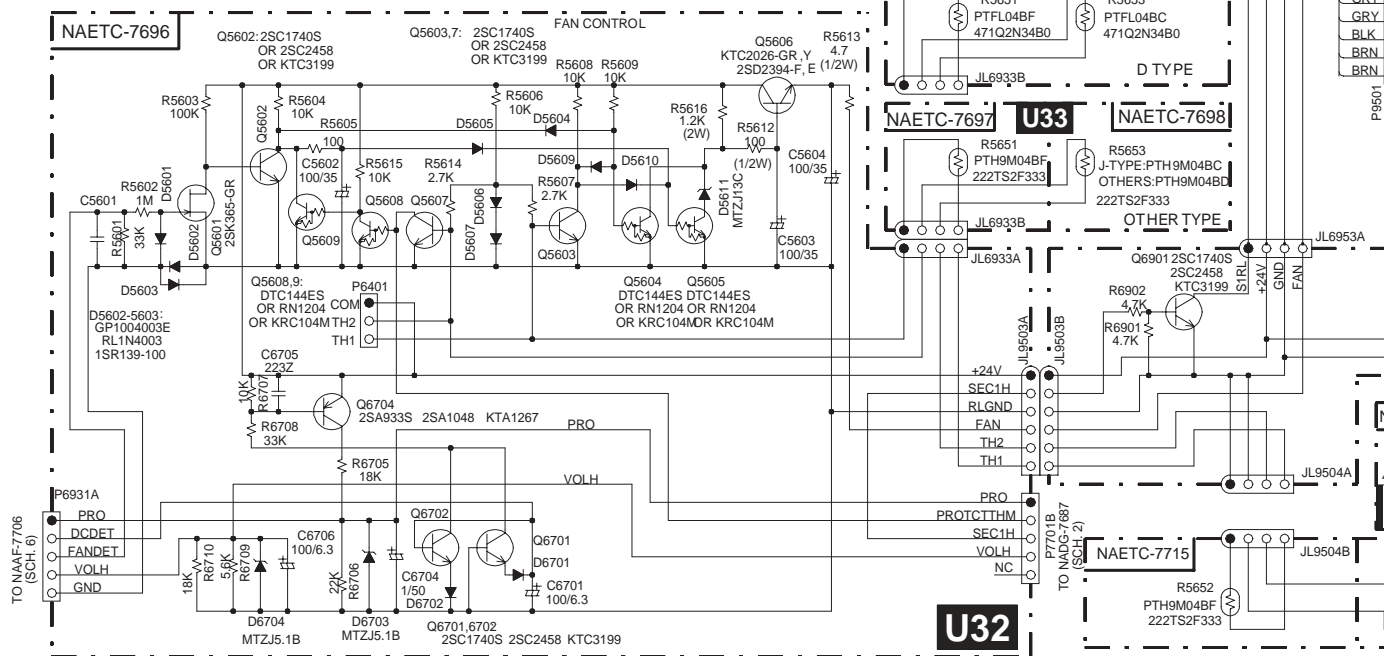 NAETC-7696
FAN CONTROL
Q5602:2SC1740S
OR 2SC2458
OR KTC3199
Q5603,7: 2SC1740S
OR 2SC2458
OR KTC3199
Q5606
KTC2026-GR ,Y
2SD2394-F, E
R5613
4.7
(1/2W)
R5603
100K
Q5602
R5604
10K
R5605
100
C5602
100/35
R5615
10K
D5605
R5606
10K
D5604
R5608
10K
R5609
10K
R5616
1.2K
(2W)
R5612
100
(1/2W)
C5604
100/35
R5614
2.7K
D5609
D5610
R5607
2.7K
D5611
MTZJ13C
C5601
R5602
1M
D5601
R5601
33K
D5602
Q5601
2SK365-GR
D5603
Q5609
Q5608
Q5607
D5606
D5607
Q5603
C5603
100/35
D5602-5603:
GP1004003E
RL1N4003
1SR139-100
Q5608,9:
DTC144ES
OR RN1204
OR KRC104M
P6401
COM
TH2
TH1
Q5604
DTC144ES
OR RN1204
OR KRC104M
Q5605
DTC144ES
OR RN1204
OR KRC104M
C6705
223Z
10K
R6707
R6708
33K
Q6704
2SA933S 2SA1048 KTA1267
R6705
18K
PRO
VOLH
+24V
SEC1H
RLGND
FAN
TH2
TH1
JL9503A
JL9503B
P6931A
TO NAAF-7706
(SCH. 6)
PRO
DCDET
FANDET
VOLH
GND
18K
R6710
5.6K
R6709
D6704
MTZJ5.1B
C6706
100/6.3
22K
R6706
D6703
MTZJ5.1B
C6704
1/50
D6702
Q6702
Q6701
D6701
C6701
100/6.3
Q6701,6702
2SC1740S 2SC2458 KTC3199
PRO
PROTCTTHM
SEC1H
VOLH
NC
P7701B
TO NADG-7687
(SCH. 2)
U32
PTFL04BF
471Q2N34B0
PTFL04BC
471Q2N34B0
D TYPE
JL6933B
NAETC-7697
U33
NAETC-7698
R5651
PTH9M04BF
222TS2F333
R5653
J-TYPE:PTH9M04BC
OTHERS:PTH9M04BD
222TS2F333
OTHER TYPE
JL6933B
JL6933A
GRY
BLK
BRN
BRN
P9501
JL6953A
Q6901 2SC1740S
2SC2458
KTC3199
S1RL
+24V
GND
FAN
R6902
4.7K
R6901
4.7K
JL9504A
NAETC-7715
JL9504B
R5652
PTH9M04BF
222TS2F333